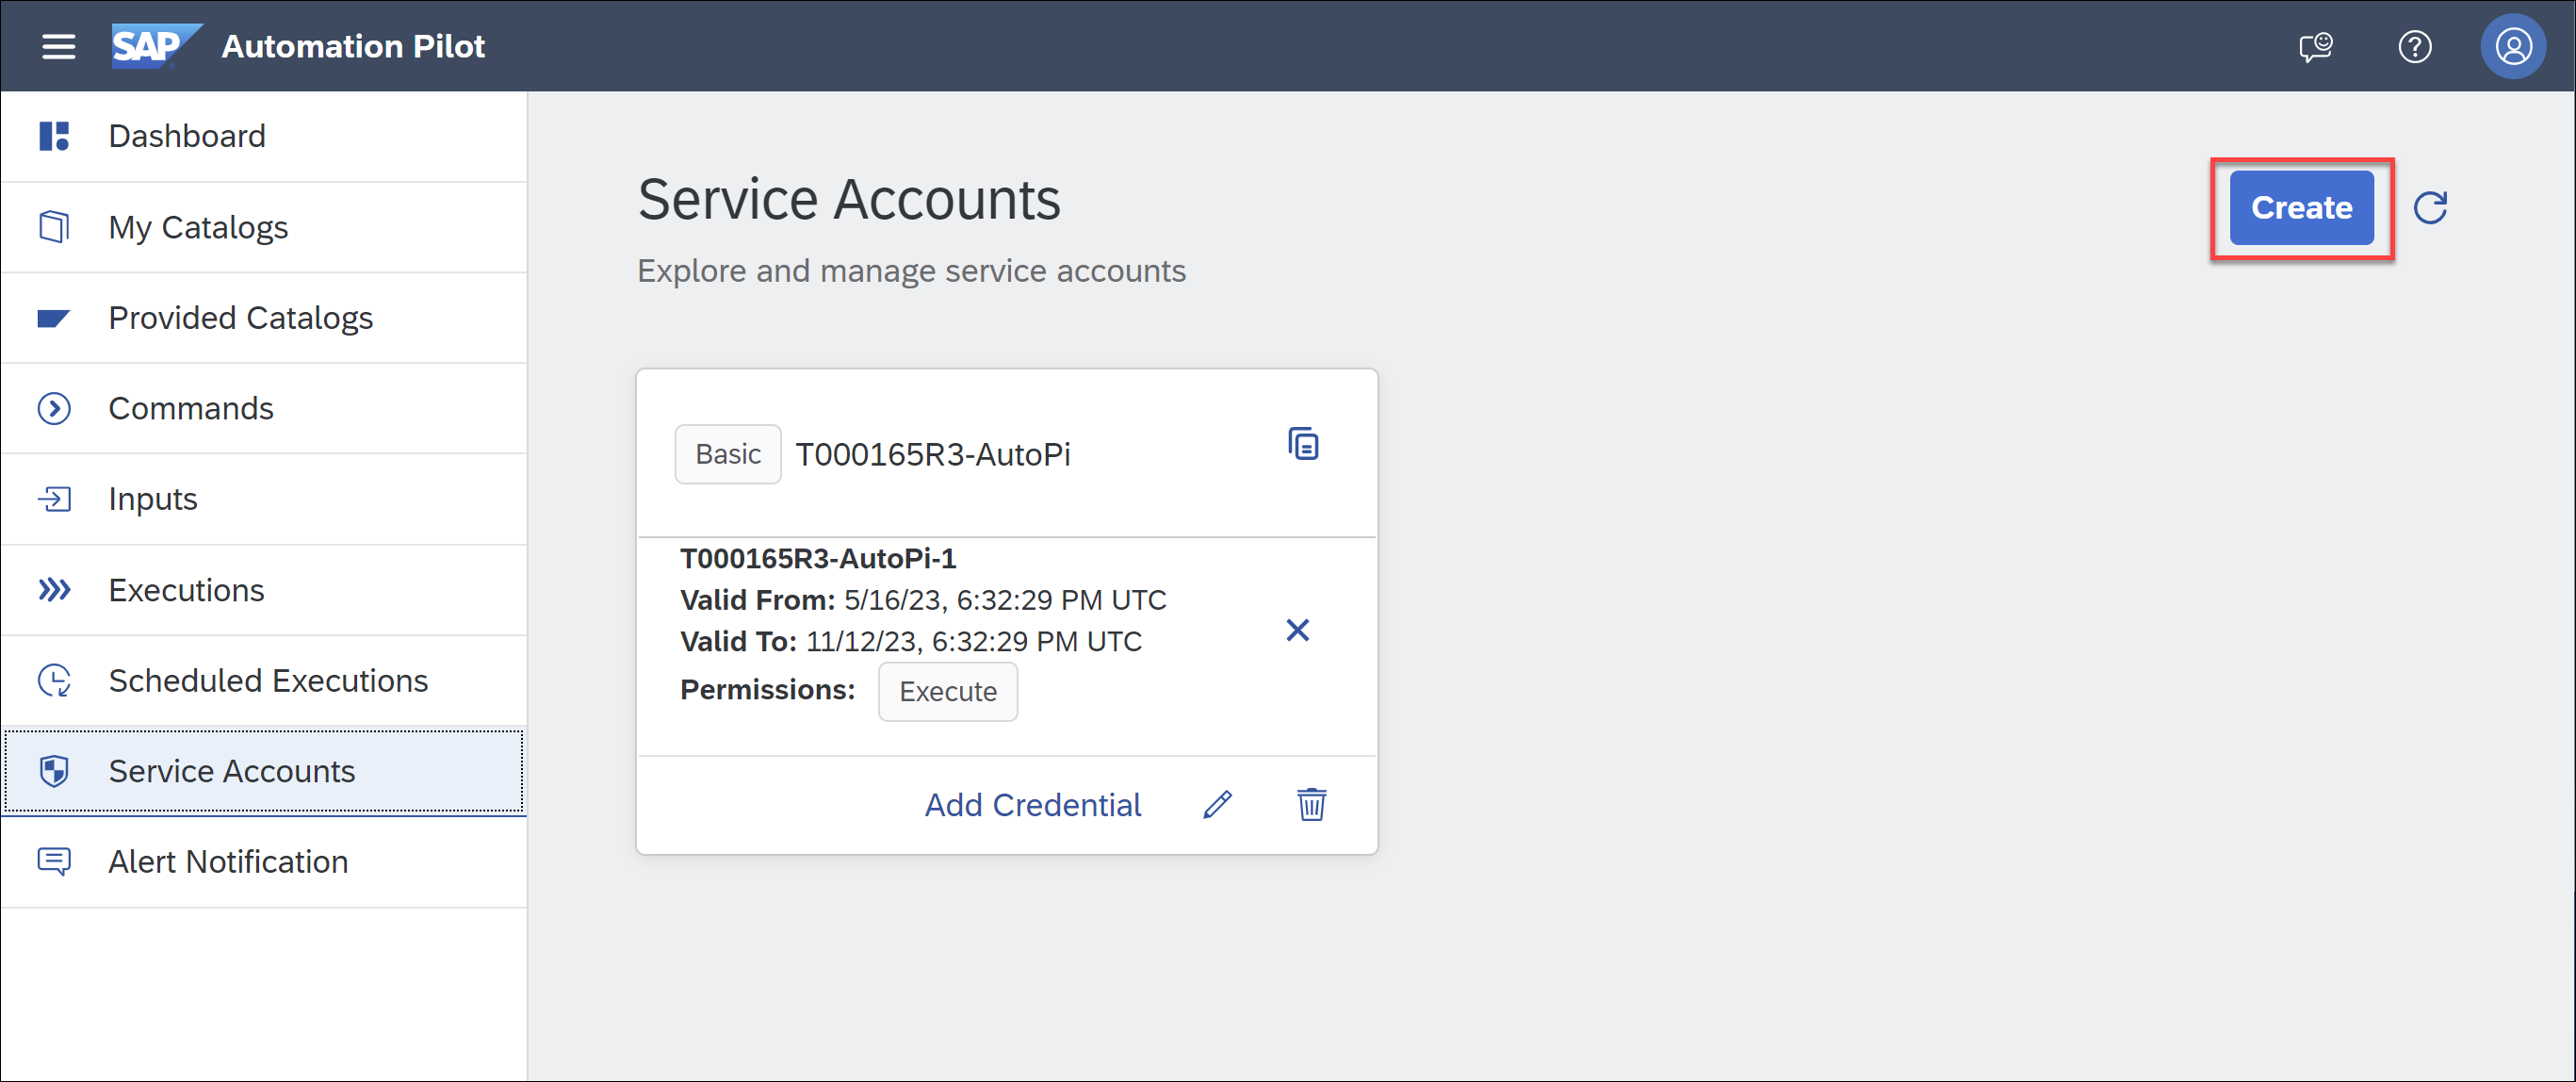 SAP Automation Pilot
Dashboard
My Catalogs
Provided Catalogs
Commands
Inputs
Executions
Scheduled Executions
Service Accounts
Alert Notification
Service Accounts
Explore and manage service accounts
Create
Basic T000165R3-AutoPi
T000165R3-AutoPi-1
Valid From: 5/16/23, 6:32:29 PM UTC
Valid To: 11/12/23, 6:32:29 PM UTC
Permissions: Execute
Add Credential